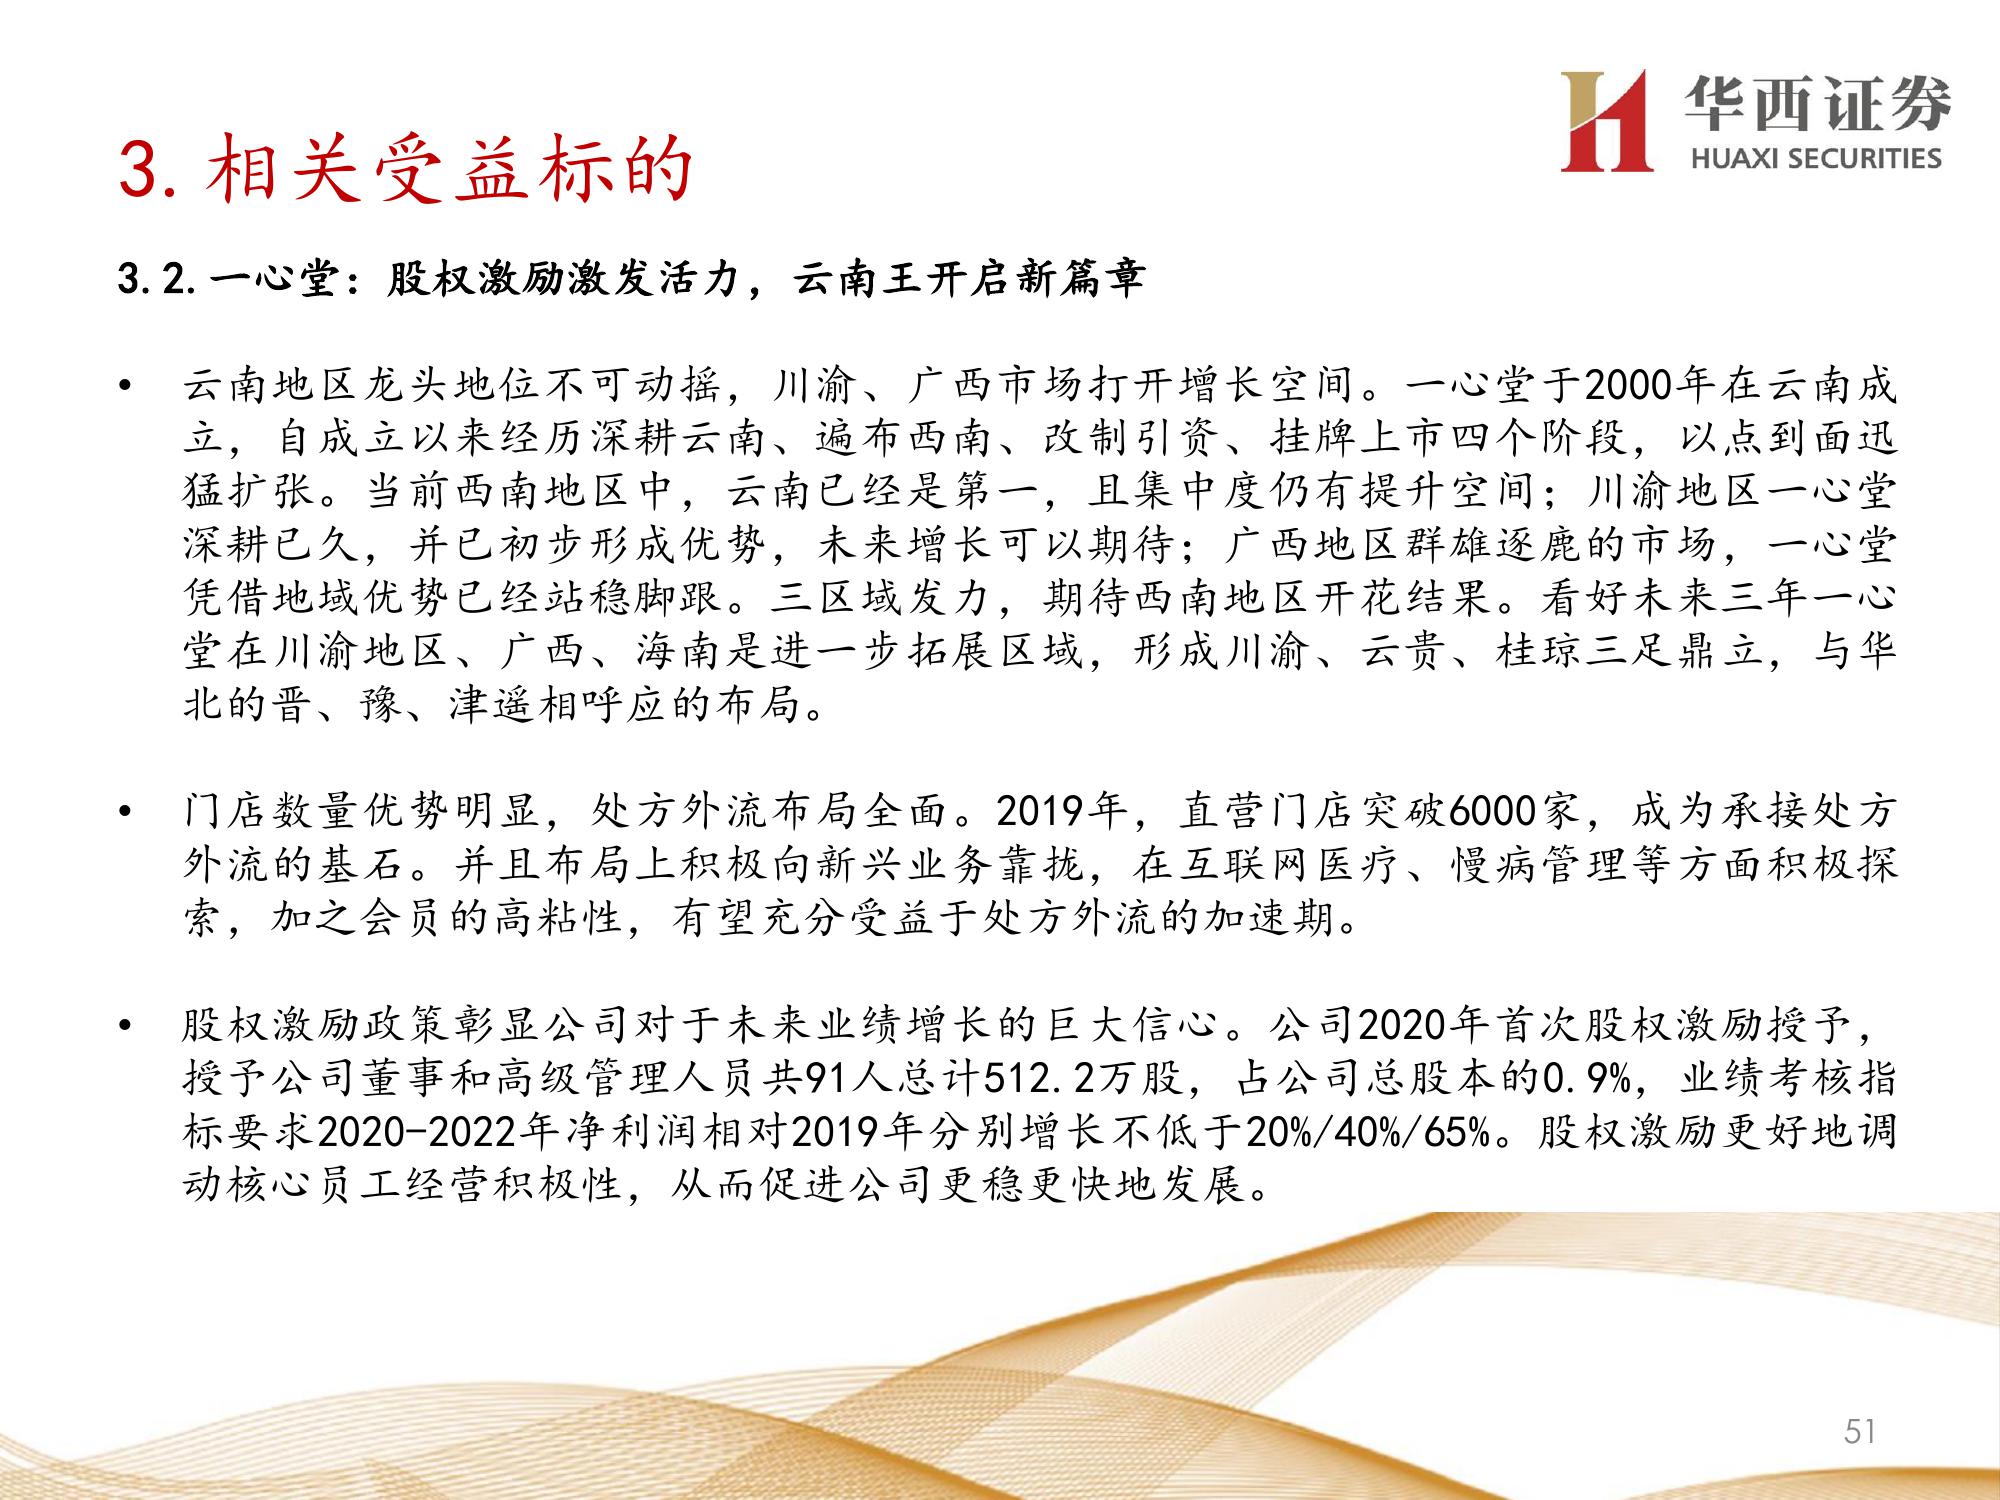 华西证券
HUAXI SECURITIES
3.相关受益标的
3.2.一心堂：股权激励激发活力，云南王开启新篇章
• 云南地区龙头地位不可动摇，川渝、广西市场打开增长空间。一心堂于2000年在云南成
立，自成立以来经历深耕云南、遍布西南、改制引资、挂牌上市四个阶段，以点到面迅
猛扩张。当前西南地区中，云南已经是第一，且集中度仍有提升空间；川渝地区一心堂
深耕已久，并已初步形成优势，未来增长可以期待；广西地区群雄逐鹿的市场，一心堂
凭借地域优势已经站稳脚跟。三区域发力，期待西南地区开花结果。看好未来三年一心
堂在川渝地区、广西、海南是进一步拓展区域，形成川渝、云贵、桂琼三足鼎立，与华
北的晋、豫、津遥相呼应的布局。
• 门店数量优势明显，处方外流布局全面。2019年，直营门店突破6000家，成为承接处方
外流的基石。并且布局上积极向新兴业务靠拢，在互联网医疗、慢病管理等方面积极探
索，加之会员的高粘性，有望充分受益于处方外流的加速期。
• 股权激励政策彰显公司对于未来业绩增长的巨大信心。公司2020年首次股权激励授予，
授予公司董事和高级管理人员共91人总计512.2万股，占公司总股本的0.9%，业绩考核指
标要求2020-2022年净利润相对2019年分别增长不低于20%/40%/65%。股权激励更好地调
动核心员工经营积极性，从而促进公司更稳更快地发展。
51